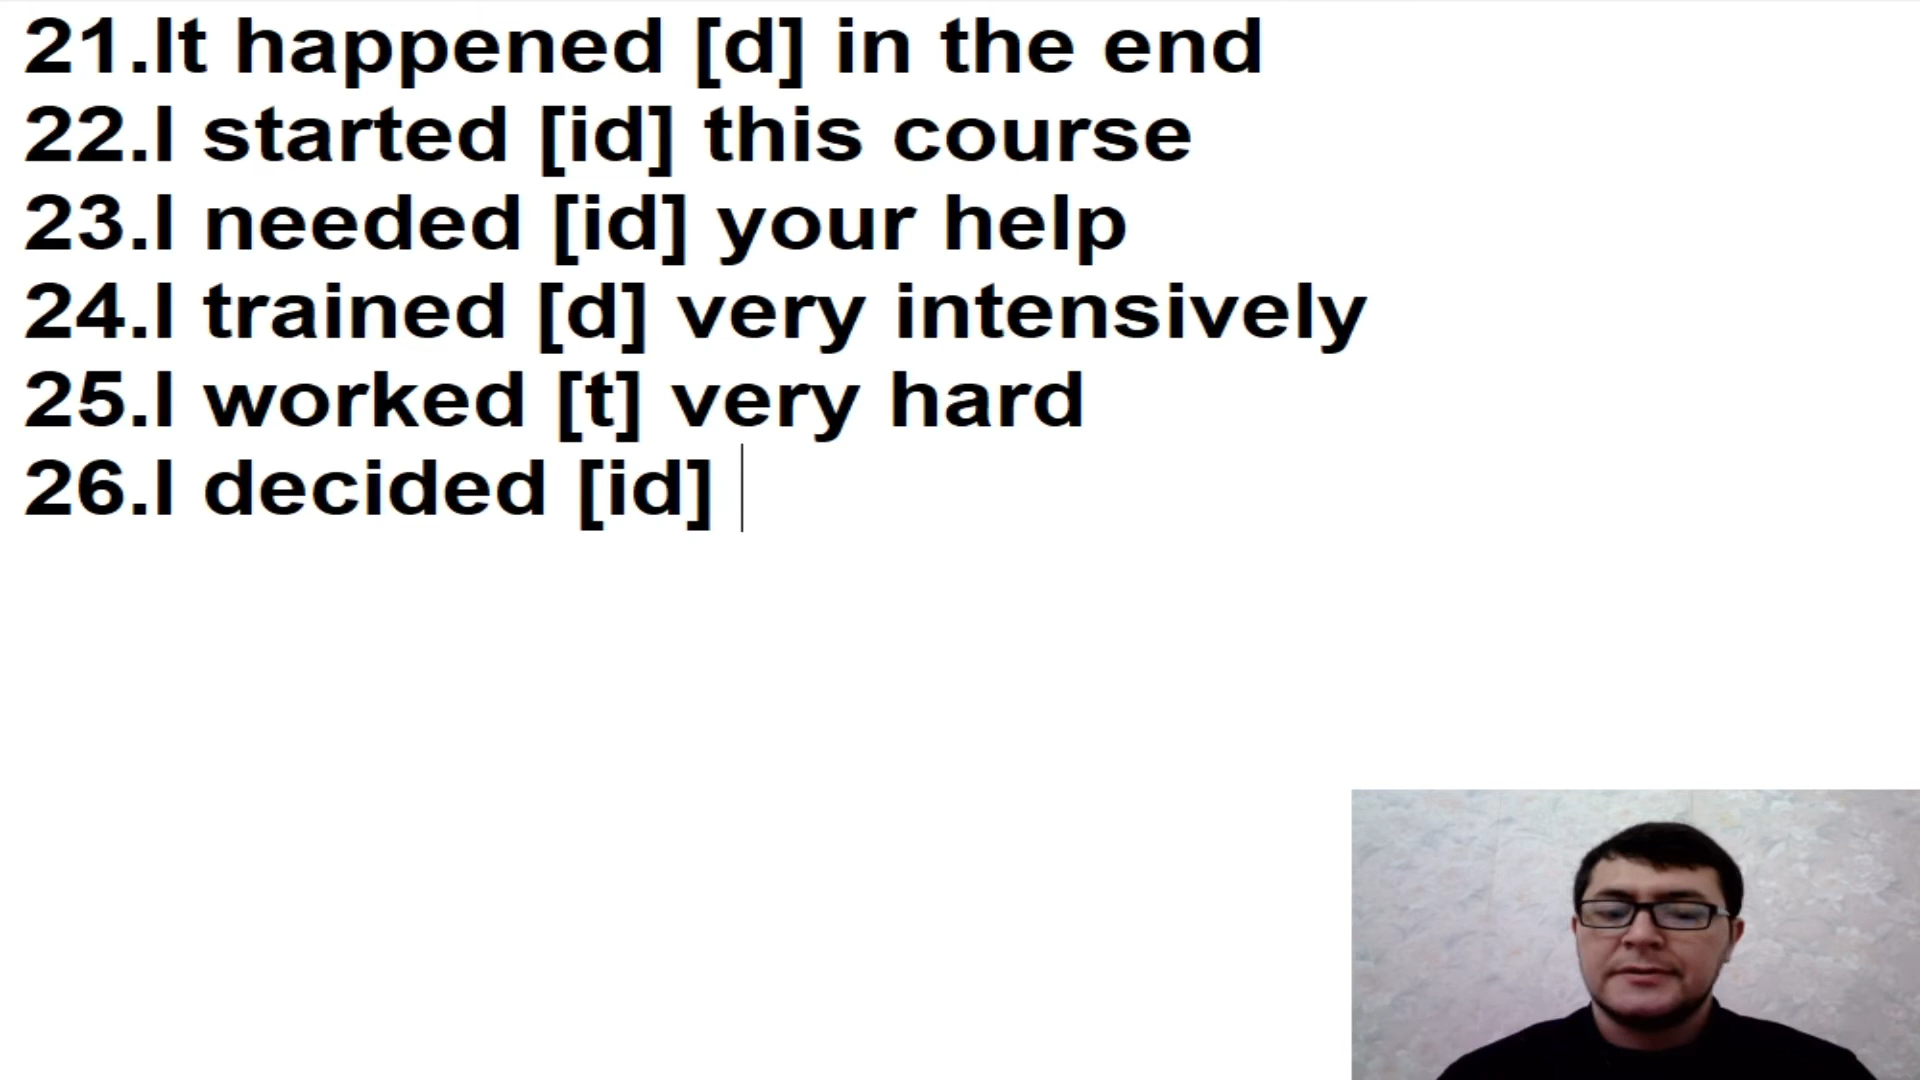 21.It happened [d] in the end
22.I started [id] this course
23.I needed [id] your help
24.I trained [d] very intensively
25.I worked [t] very hard
26.I decided [id]